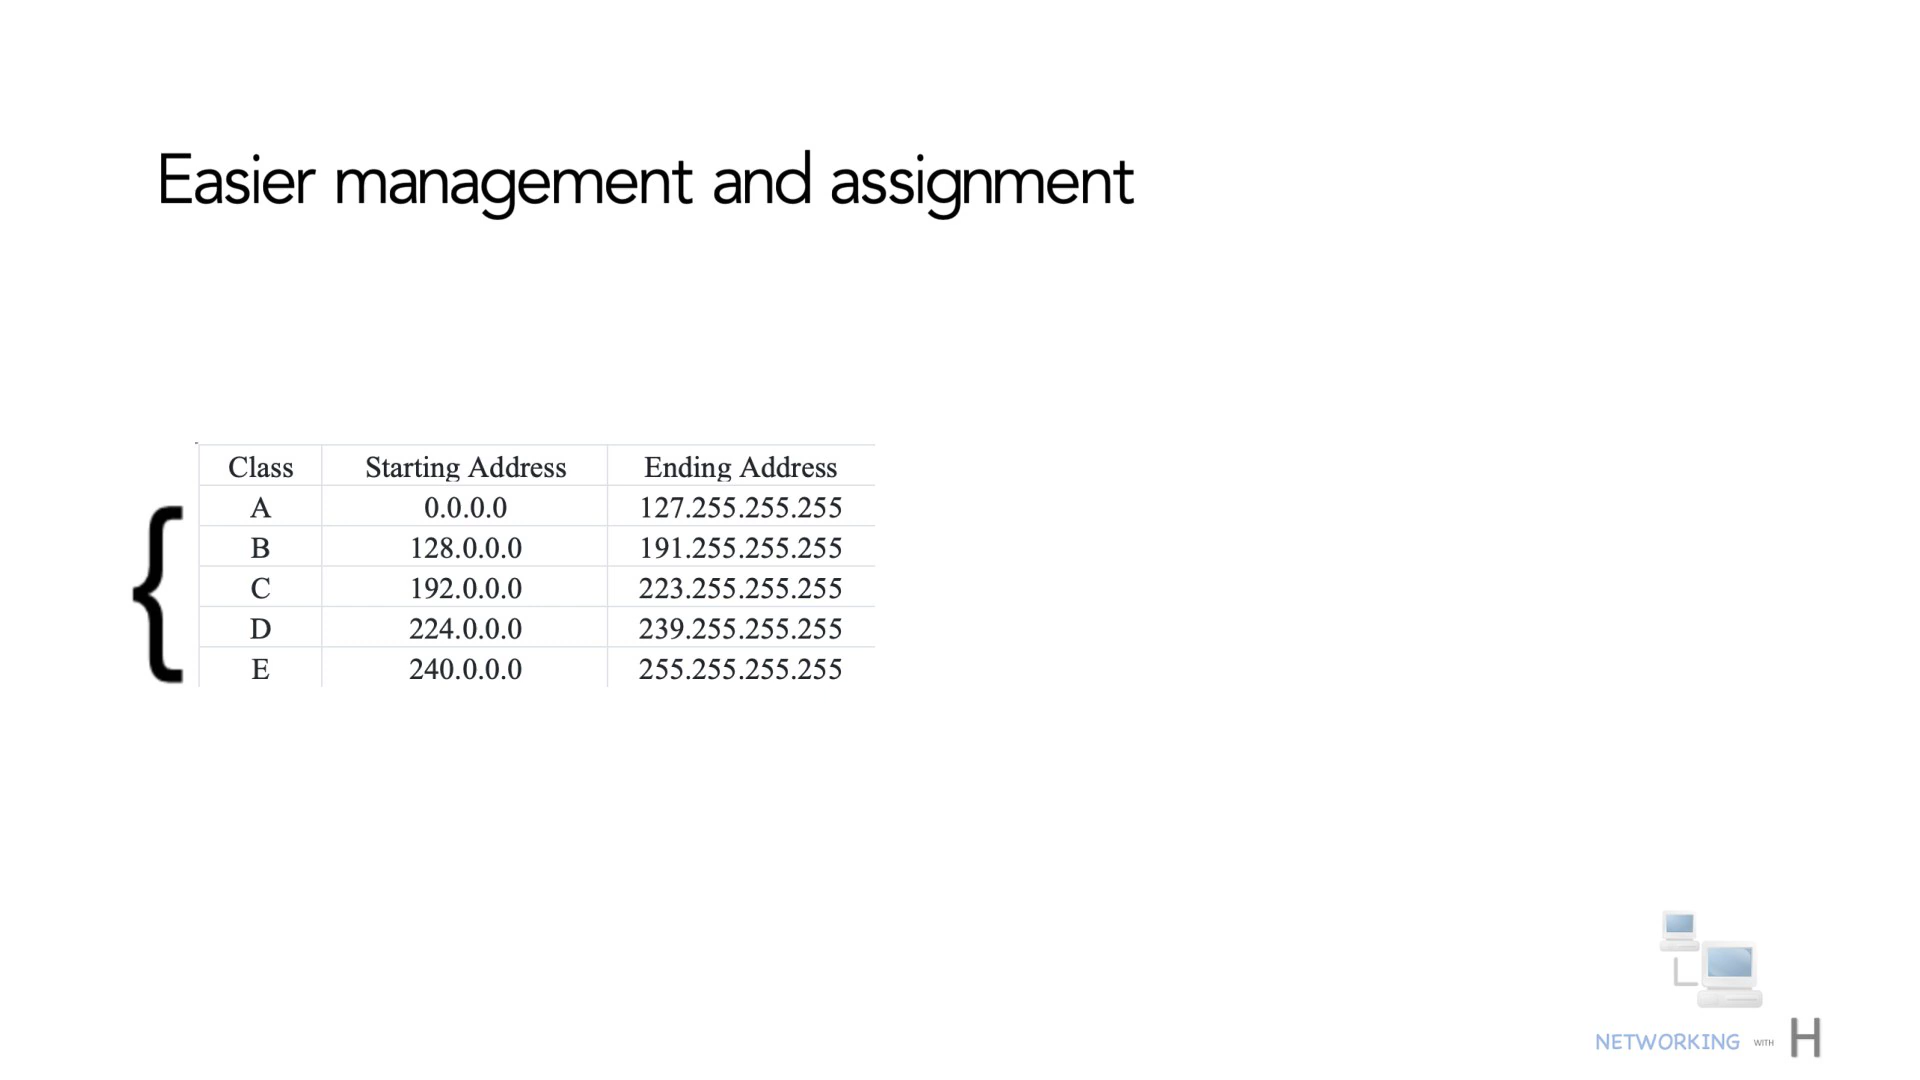 Easier management and assignment
Class Starting Address Ending Address
A 0.0.0.0 127.255.255.255
B 128.0.0.0 191.255.255.255
C 192.0.0.0 223.255.255.255
D 224.0.0.0 239.255.255.255
E 240.0.0.0 255.255.255.255
NETWORKING WITH H